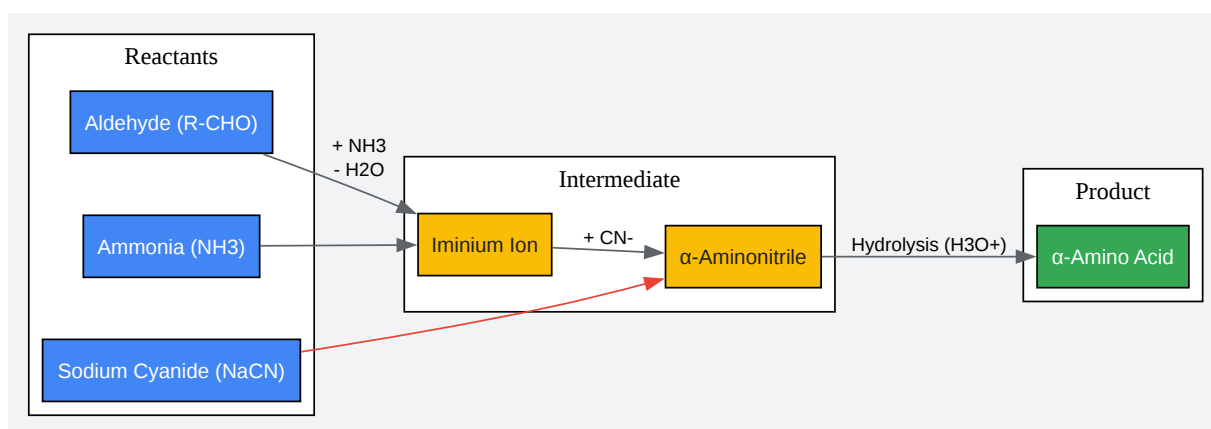 Reactants
Aldehyde (R-CHO)
+ NH3
- H2O
Ammonia (NH3)
Sodium Cyanide (NaCN)
Intermediate
Iminium Ion
+ CN-
α-Aminonitrile
Hydrolysis (H3O+)
Product
α-Amino Acid